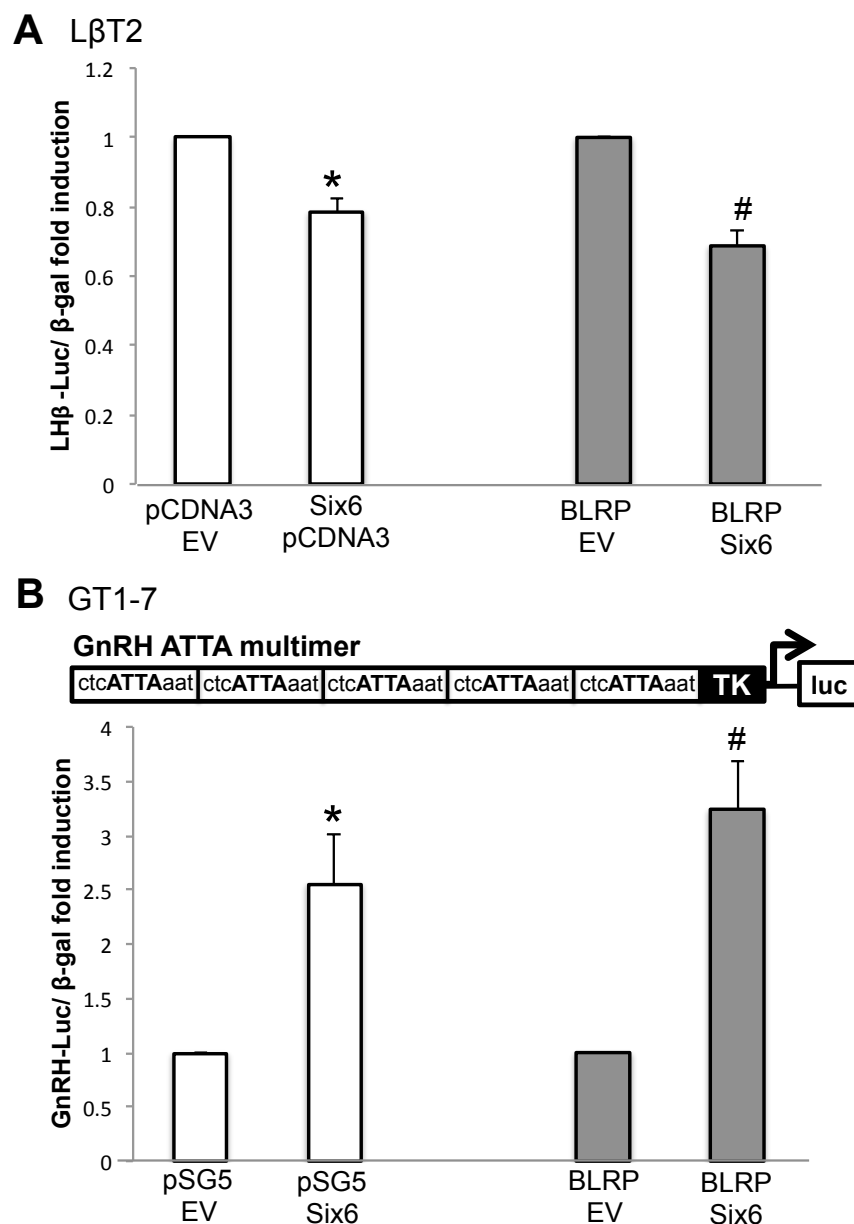 A LβT2
LHβ -Luc/ β-gal fold induction
1.2
1
0.8
0.6
0.4
0.2
0
*
#
pCDNA3 Six6 BLRP BLRP
EV pCDNA3 EV Six6
B GT1-7
GnRH ATTA multimer
ctcATTAaat ctcATTAaat ctcATTAaat ctcATTAaat ctcATTAaat TK luc
GnRH-Luc/ β-gal fold induction
4
3.5
3
2.5
2
1.5
1
0.5
0
*
#
pSG5 pSG5 BLRP BLRP
EV Six6 EV Six6